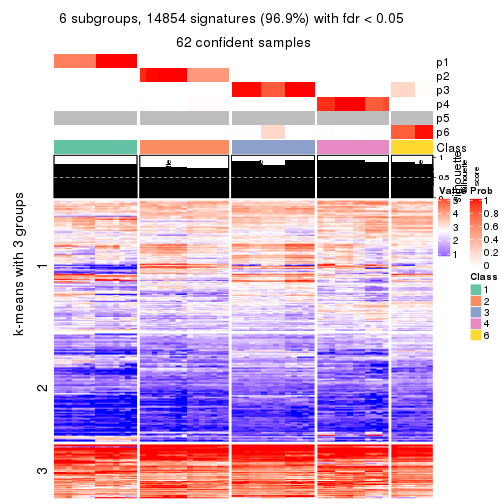 6 subgroups, 14854 signatures (96.9%) with fdr < 0.05
62 confident samples
p1
p2
p3
p4
p5
p6
Class
1
0.5
0
silhouette
score
Value
5
4
3
2
1
Prob
1
0.8
0.6
0.4
0.2
0
Class
1
2
3
4
6
k-means with 3 groups
1
2
3